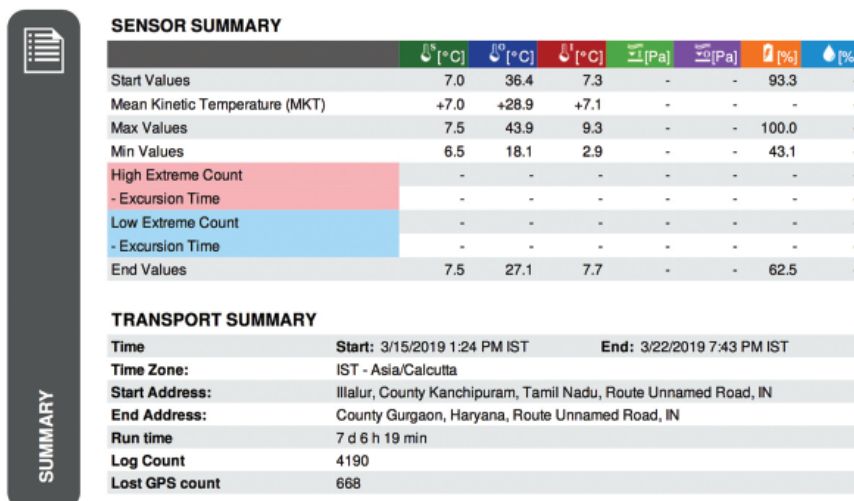 SENSOR SUMMARY
S[°C] O[°C] I[°C] I[Pa] O[Pa] [%] [%
Start Values 7.0 36.4 7.3 - - 93.3
Mean Kinetic Temperature (MKT) +7.0 +28.9 +7.1 - - -
Max Values 7.5 43.9 9.3 - - 100.0
Min Values 6.5 18.1 2.9 - - 43.1
High Extreme Count - - - - - -
- Excursion Time - - - - - -
Low Extreme Count - - - - - -
- Excursion Time - - - - - -
End Values 7.5 27.1 7.7 - - 62.5
TRANSPORT SUMMARY
Time Start: 3/15/2019 1:24 PM IST End: 3/22/2019 7:43 PM IST
Time Zone: IST - Asia/Calcutta
Start Address: Illalur, County Kanchipuram, Tamil Nadu, Route Unnamed Road, IN
End Address: County Gurgaon, Haryana, Route Unnamed Road, IN
Run time 7 d 6 h 19 min
Log Count 4190
Lost GPS count 668
SUMMARY